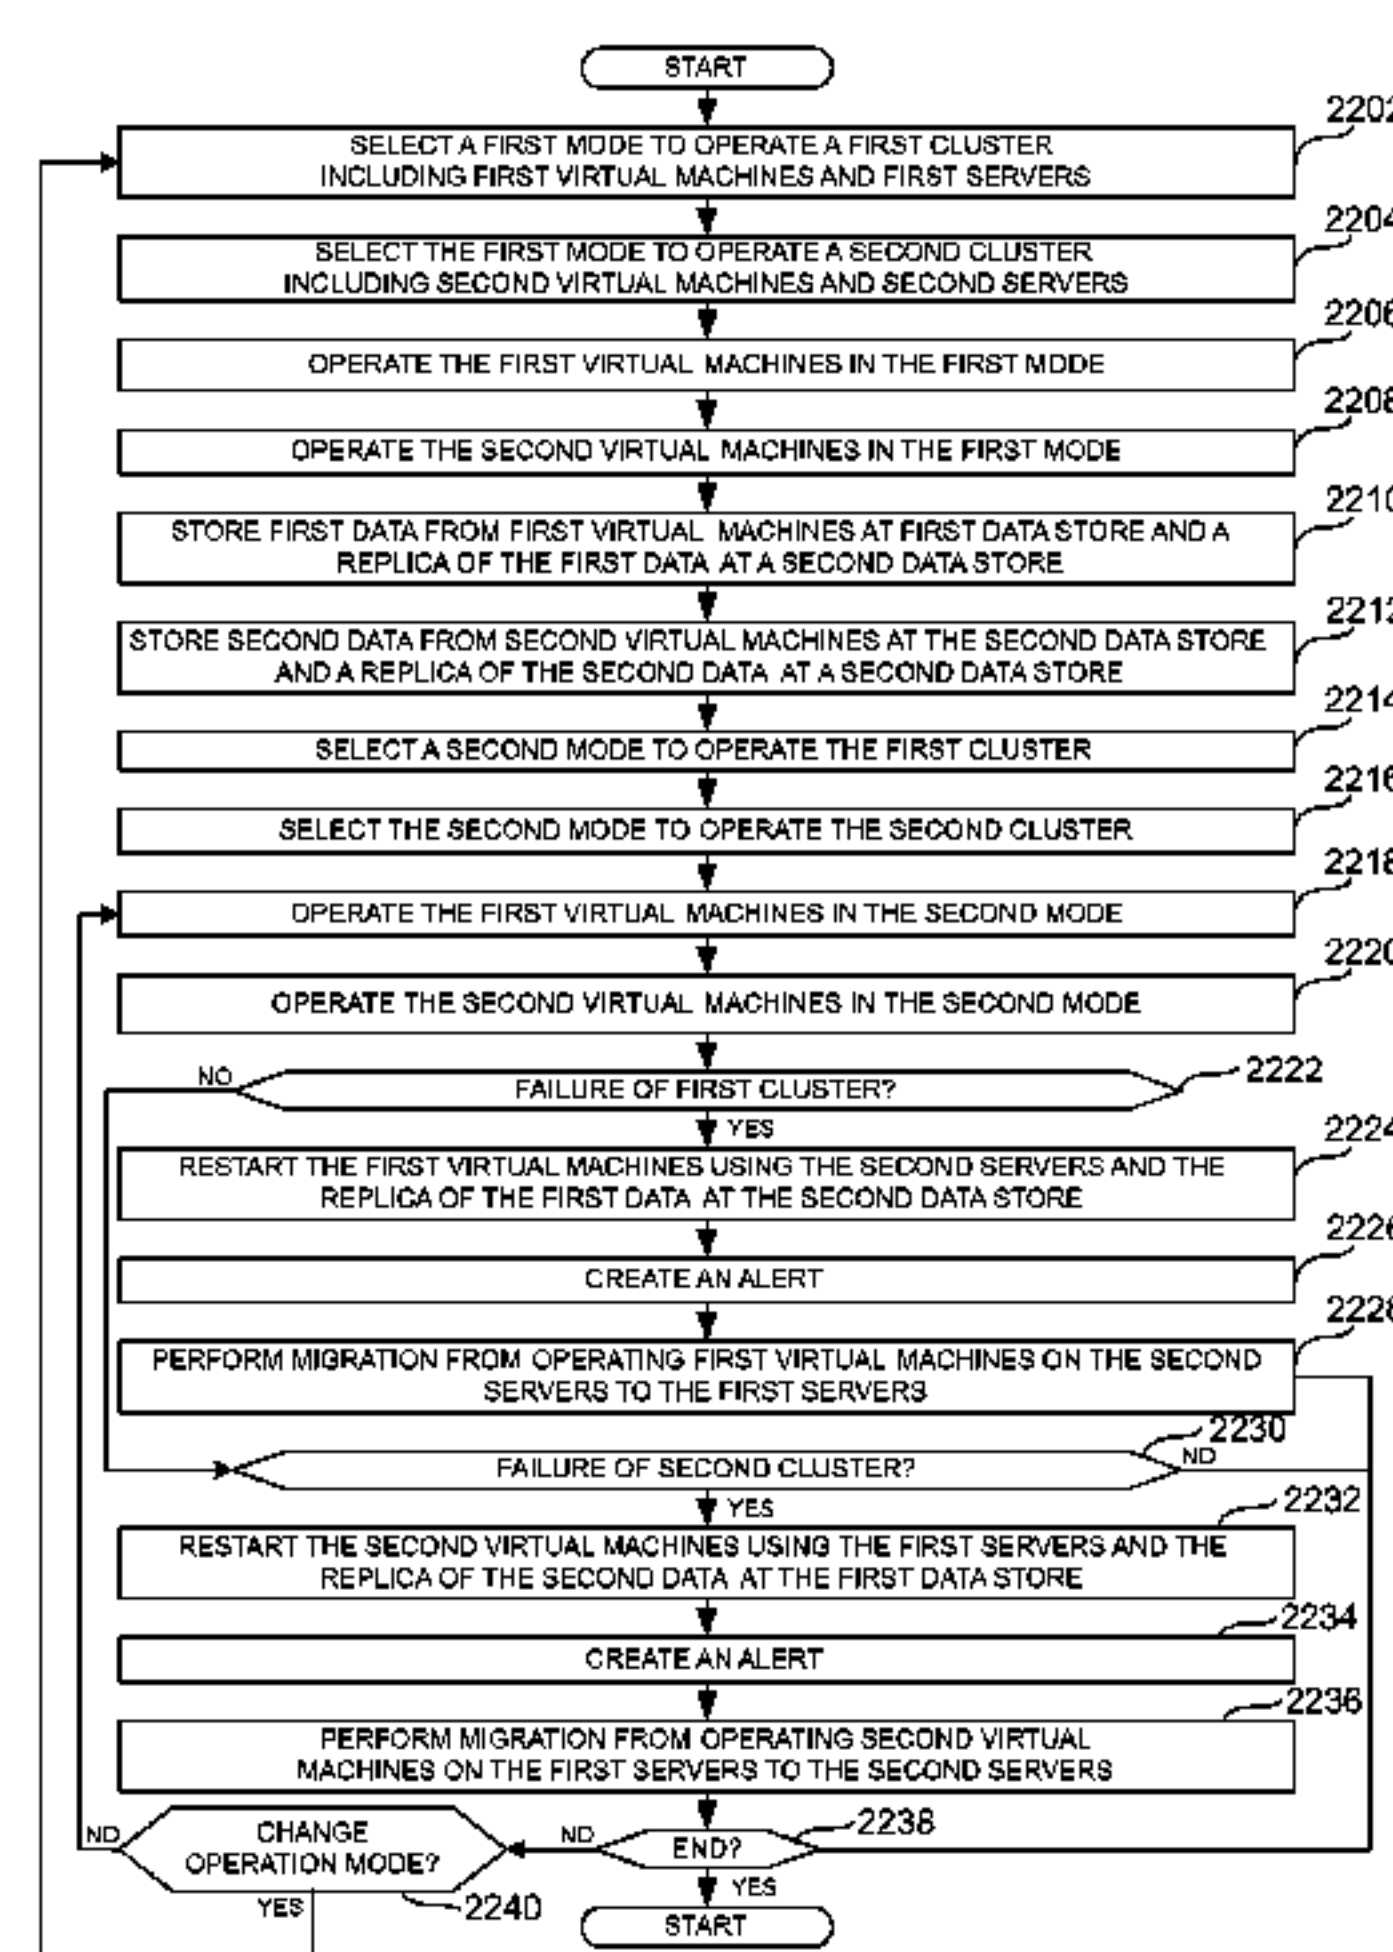 START
2202
SELECT A FIRST MODE TO OPERATE A FIRST CLUSTER
INCLUDING FIRST VIRTUAL MACHINES AND FIRST SERVERS
2204
SELECT THE FIRST MODE TO OPERATE A SECOND CLUSTER
INCLUDING SECOND VIRTUAL MACHINES AND SECOND SERVERS
2206
OPERATE THE FIRST VIRTUAL MACHINES IN THE FIRST MODE
2208
OPERATE THE SECOND VIRTUAL MACHINES IN THE FIRST MODE
2210
STORE FIRST DATA FROM FIRST VIRTUAL MACHINES AT FIRST DATA STORE AND A
REPLICA OF THE FIRST DATA AT A SECOND DATA STORE
2212
STORE SECOND DATA FROM SECOND VIRTUAL MACHINES AT THE SECOND DATA STORE
AND A REPLICA OF THE SECOND DATA AT A SECOND DATA STORE
2214
SELECT A SECOND MODE TO OPERATE THE FIRST CLUSTER
2216
SELECT THE SECOND MODE TO OPERATE THE SECOND CLUSTER
2218
OPERATE THE FIRST VIRTUAL MACHINES IN THE SECOND MODE
2220
OPERATE THE SECOND VIRTUAL MACHINES IN THE SECOND MODE
NO
FAILURE OF FIRST CLUSTER?
2222
YES
2224
RESTART THE FIRST VIRTUAL MACHINES USING THE SECOND SERVERS AND THE
REPLICA OF THE FIRST DATA AT THE SECOND DATA STORE
2226
CREATE AN ALERT
2228
PERFORM MIGRATION FROM OPERATING FIRST VIRTUAL MACHINES ON THE SECOND
SERVERS TO THE FIRST SERVERS
2230
FAILURE OF SECOND CLUSTER?
NO
YES
2232
RESTART THE SECOND VIRTUAL MACHINES USING THE FIRST SERVERS AND THE
REPLICA OF THE SECOND DATA AT THE FIRST DATA STORE
2234
CREATE AN ALERT
2236
PERFORM MIGRATION FROM OPERATING SECOND VIRTUAL
MACHINES ON THE FIRST SERVERS TO THE SECOND SERVERS
NO
CHANGE
OPERATION MODE?
NO
END?
2238
YES
YES
2240
START